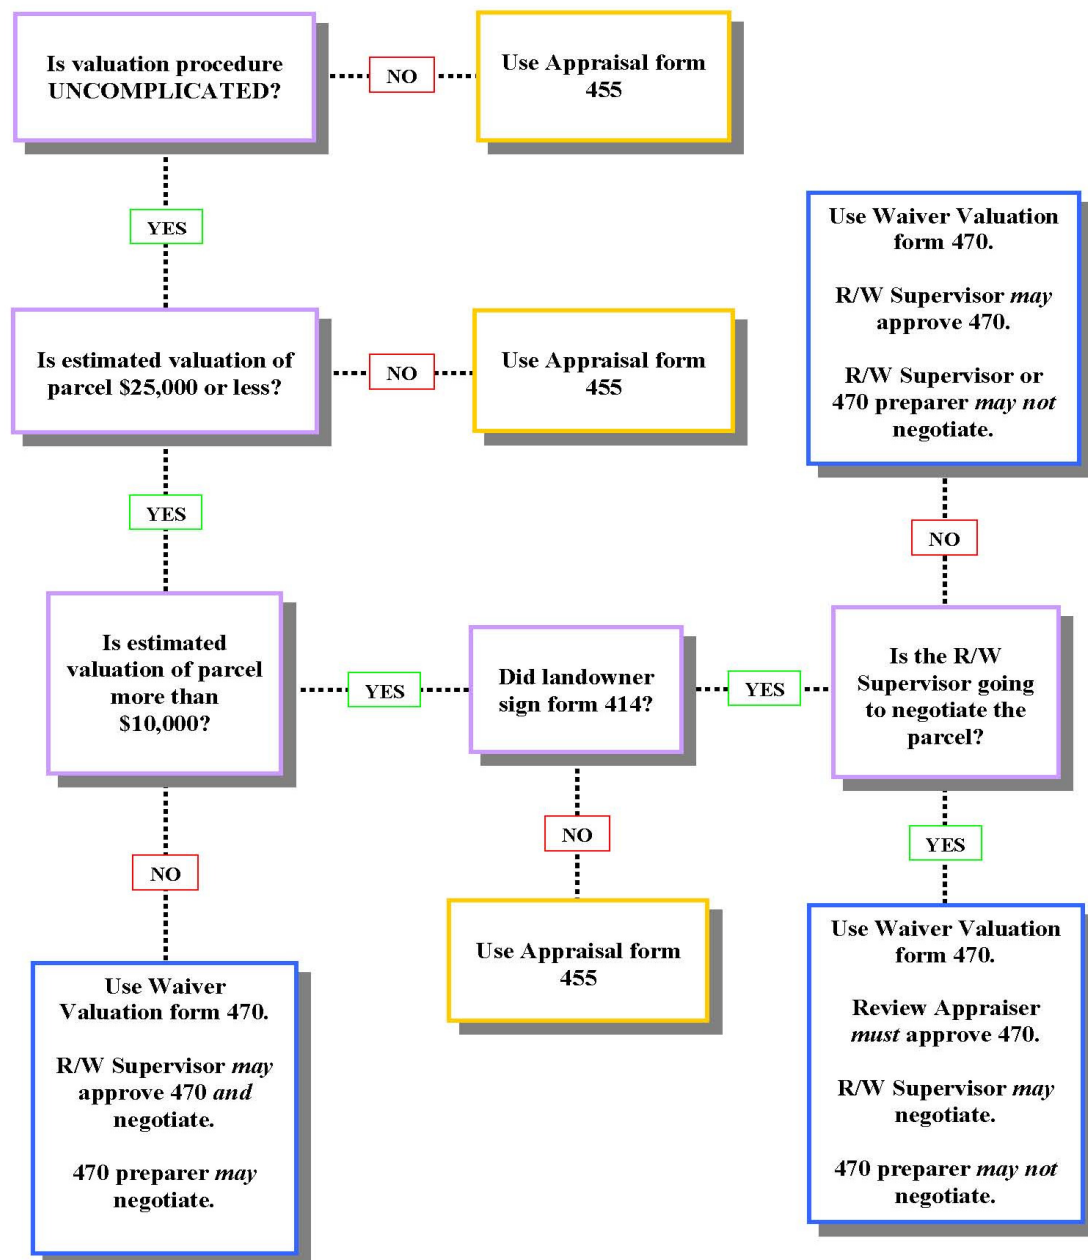 Is valuation procedure
UNCOMPLICATED?
NO
Use Appraisal form
455
YES
Is estimated valuation of
parcel $25,000 or less?
NO
Use Appraisal form
455
YES
Is estimated
valuation of parcel
more than
$10,000?
YES
Did landowner
sign form 414?
YES
Is the R/W
Supervisor going
to negotiate the
parcel?
NO
Use Waiver Valuation
form 470.
R/W Supervisor may
approve 470.
R/W Supervisor or
470 preparer may not
negotiate.
NO
Use Waiver
Valuation form 470.
R/W Supervisor may
approve 470 and
negotiate.
470 preparer may
negotiate.
NO
Use Appraisal form
455
YES
Use Waiver Valuation
form 470.
Review Appraiser
must approve 470.
R/W Supervisor may
negotiate.
470 preparer may not
negotiate.